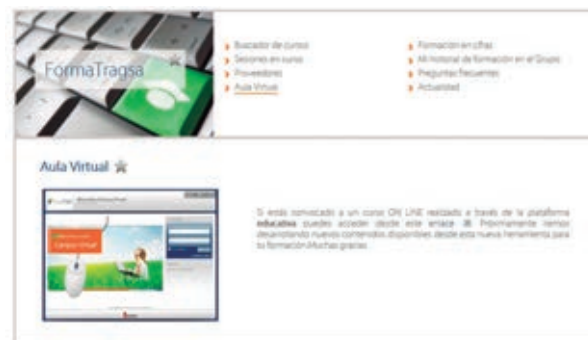 FormaTragsa
Buscador de cursos
Sesiones en curso
Proveedores
Aula Virtual
Formación en cifras
Mi historial de formación en el Grupo
Preguntas frecuentes
Actualidad
Aula Virtual
Si estás convocado a un curso ON LINE realizado a través de la plataforma
educativa puedes acceder desde este enlace Próximamente iremos
desarrollando nuevos contenidos disponibles desde esta nueva herramienta para
tu formación.Muchas gracias.
Campus Virtual